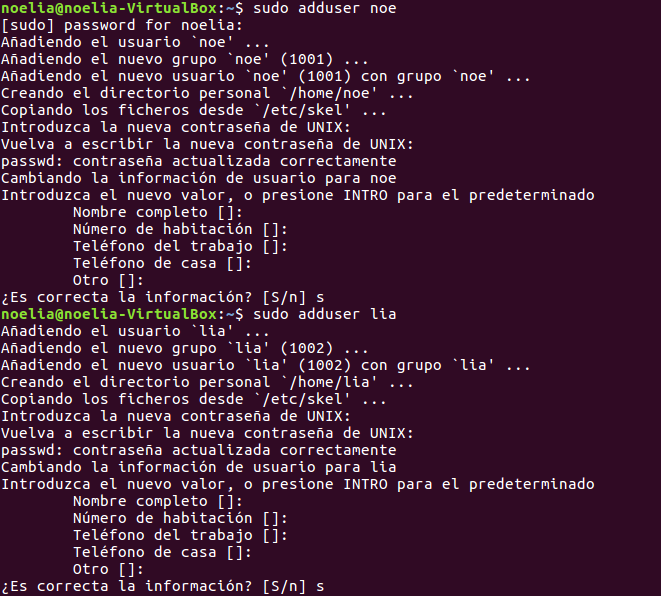 noelia@noelia-VirtualBox:~$ sudo adduser noe
[sudo] password for noelia:
Añadiendo el usuario `noe' ...
Añadiendo el nuevo grupo `noe' (1001) ...
Añadiendo el nuevo usuario `noe' (1001) con grupo `noe' ...
Creando el directorio personal `/home/noe' ...
Copiando los ficheros desde `/etc/skel' ...
Introduzca la nueva contraseña de UNIX:
Vuelva a escribir la nueva contraseña de UNIX:
passwd: contraseña actualizada correctamente
Cambiando la información de usuario para noe
Introduzca el nuevo valor, o presione INTRO para el predeterminado
        Nombre completo []:
        Número de habitación []:
        Teléfono del trabajo []:
        Teléfono de casa []:
        Otro []:
¿Es correcta la información? [S/n] s
noelia@noelia-VirtualBox:~$ sudo adduser lia
Añadiendo el usuario `lia' ...
Añadiendo el nuevo grupo `lia' (1002) ...
Añadiendo el nuevo usuario `lia' (1002) con grupo `lia' ...
Creando el directorio personal `/home/lia' ...
Copiando los ficheros desde `/etc/skel' ...
Introduzca la nueva contraseña de UNIX:
Vuelva a escribir la nueva contraseña de UNIX:
passwd: contraseña actualizada correctamente
Cambiando la información de usuario para lia
Introduzca el nuevo valor, o presione INTRO para el predeterminado
        Nombre completo []:
        Número de habitación []:
        Teléfono del trabajo []:
        Teléfono de casa []:
        Otro []:
¿Es correcta la información? [S/n] s